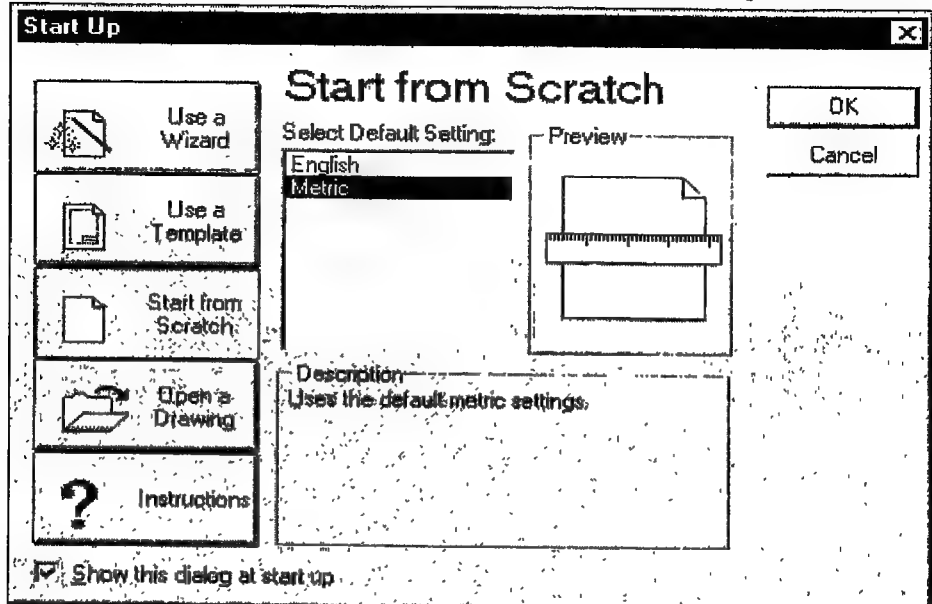 Start Up
Use a
Wizard
Use a
Template
Start from
Scratch
Open a
Drawing
Instructions
Start from Scratch
Select Default Setting:
English
Metric
Preview
Description
Uses the default metric settings.
OK
Cancel
Show this dialog at start up